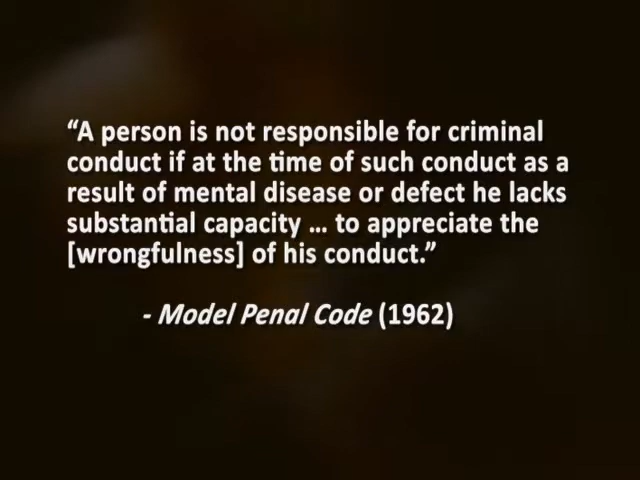 “A person is not responsible for criminal
conduct if at the time of such conduct as a
result of mental disease or defect he lacks
substantial capacity ... to appreciate the
[wrongfulness] of his conduct.”
- Model Penal Code (1962)